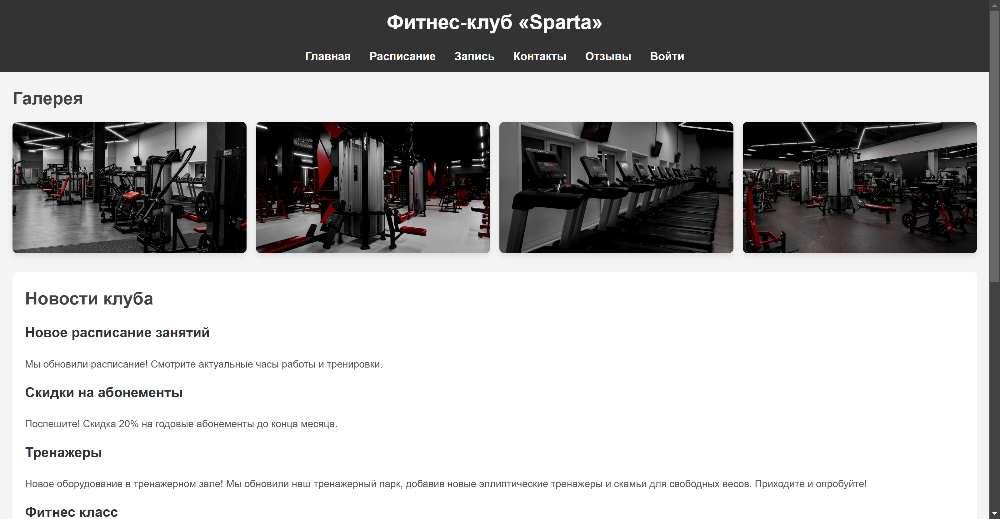 Фитнес-клуб «Sparta»
Главная Расписание Запись Контакты Отзывы Войти
Галерея
Новости клуба
Новое расписание занятий
Мы обновили расписание! Смотрите актуальные часы работы и тренировки.
Скидки на абонементы
Поспешите! Скидка 20% на годовые абонементы до конца месяца.
Тренажеры
Новое оборудование в тренажерном зале! Мы обновили наш тренажерный парк, добавив новые эллиптические тренажеры и скамьи для свободных весов. Приходите и опробуйте!
Фитнес класс